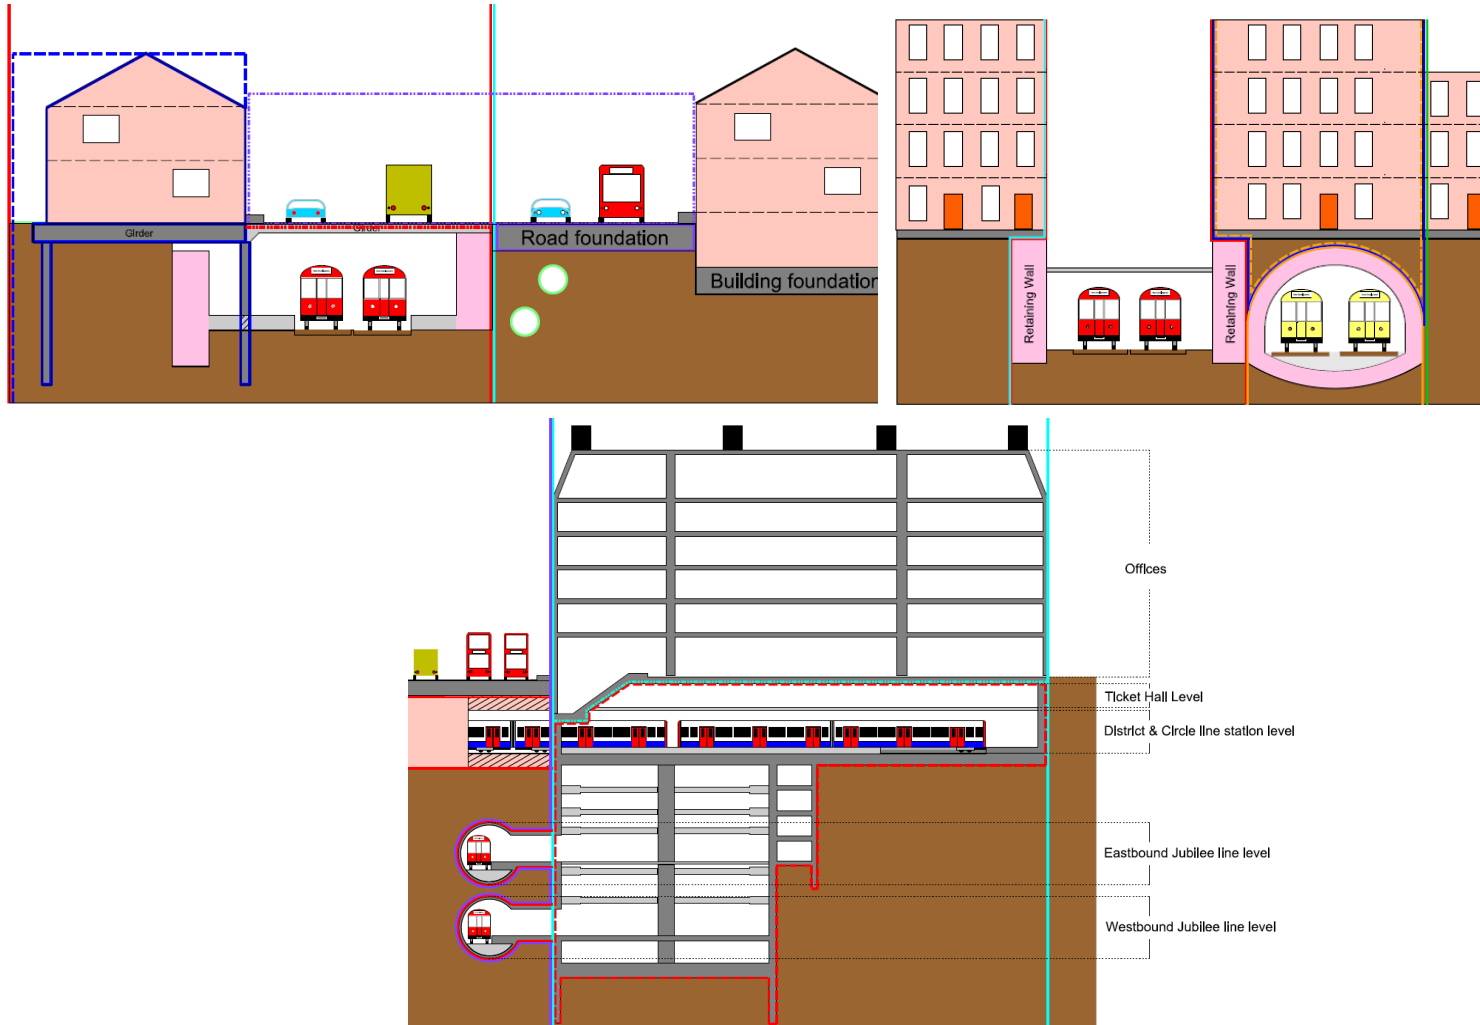 Girder
Girder
Road foundation
Building foundation
Retaining Wall
Retaining Wall
Offices
Ticket Hall Level
District & Circle line station level
Eastbound Jubilee line level
Westbound Jubilee line level